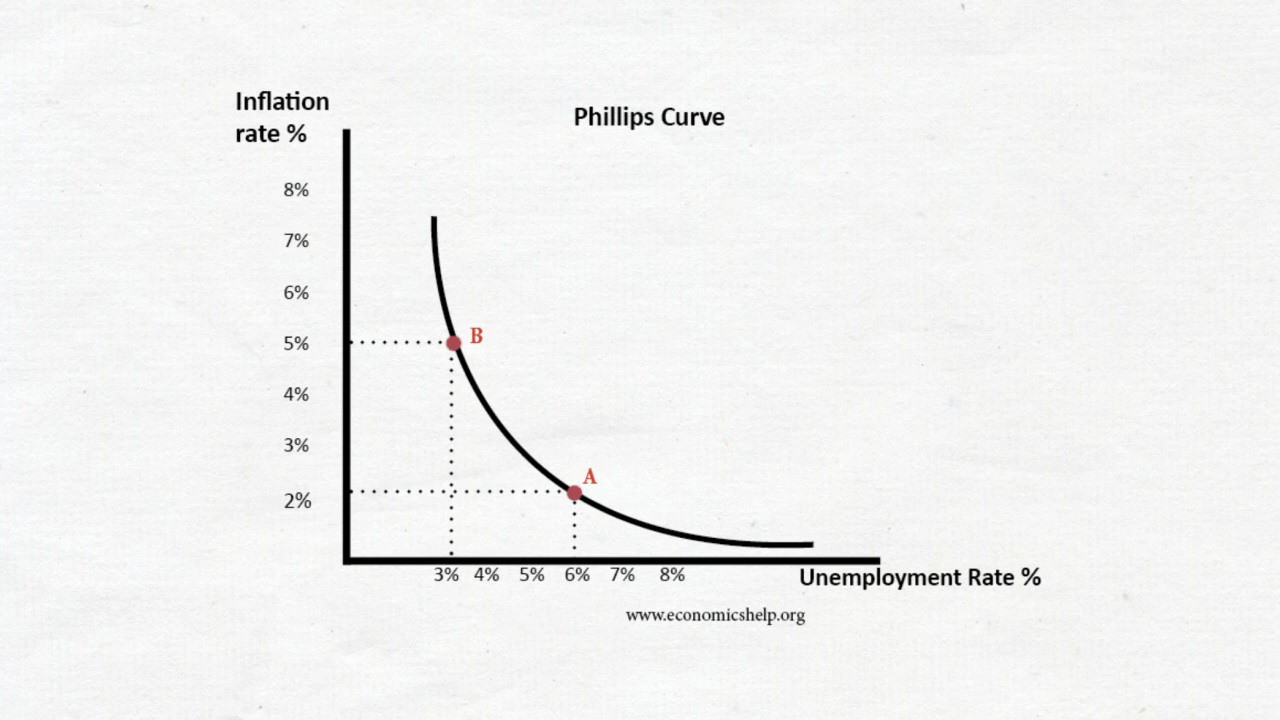 Inflation
rate %
Phillips Curve
8%
7%
6%
5%
4%
3%
2%
B
A
3% 4% 5% 6% 7% 8%
Unemployment Rate %
www.economicshelp.org